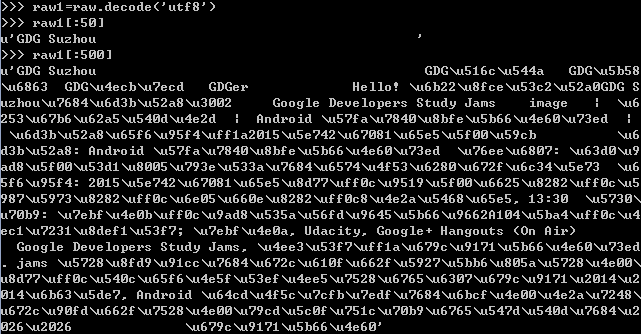 >>> raw1=raw.decode('utf8')
>>> raw1[:50]
u'GDG Suzhou                                         '
>>> raw1[:500]
u'GDG Suzhou                                         GDG\u516c\u544a   GDG\u5b58
\u6863  GDG\u4ecb\u7ecd  GDGer          Hello! \u6b22\u8fce\u53c2\u52a0GDG S
uzhou\u7684\u6d3b\u52a8\u3002     Google Developers Study Jams    image   |  \u6
253\u67b6\u62a5\u540d\u4e2d  |  Android \u57fa\u7840\u8bfe\u5b66\u4e60\u73ed  |
  \u6d3b\u52a8\u65f6\u95f4\uff1a2015\u5e742\u67081\u65e5\u5f00\u59cb         \u6
d3b\u52a8: Android \u57fa\u7840\u8bfe\u5b66\u4e60\u73ed  \u76ee\u6807: \u63d0\u9
ad8\u5f00\u53d1\u8005\u793e\u533a\u7684\u6574\u4f53\u6280\u672f\u6c34\u5e73   \u6
5f6\u95f4: 2015\u5e742\u67081\u65e5\u8d77\uff0c\u9519\u5f00\u6625\u8282\uff0c\u5
987\u5973\u8282\uff0c\u6e05\u660e\u8282\uff0c8\u4e2a\u5468\u65e5, 13:30   \u5730
\u70b9: \u7ebf\u4e0b\uff0c\u9ad8\u535a\u56fd\u9645\u5b66\u9662A104\u5ba4\uff0c\u4
ec1\u7231\u8def1\u53f7; \u7ebf\u4e0a, Udacity, Google+ Hangouts (On Air)
  Google Developers Study Jams, \u4ee3\u53f7\uff1a\u679c\u9171\u5b66\u4e60\u73ed
. jams \u5728\u8fd9\u91cc\u7684\u672c\u610f\u662f\u5927\u5bb6\u805a\u5728\u4e00\
u8d77\uff0c\u540c\u65f6\u4e5f\u53ef\u4ee5\u7528\u6765\u6307\u679c\u9171\u2014\u2
014\u6b63\u5de7, Android \u64cd\u4f5c\u7cfb\u7edf\u7684\u6bcf\u4e00\u4e2a\u7248\
u672c\u90fd\u662f\u7528\u4e00\u79cd\u5c0f\u751c\u70b9\u6765\u547d\u540d\u7684\u2
026\u2026            \u679c\u9171\u5b66\u4e60'